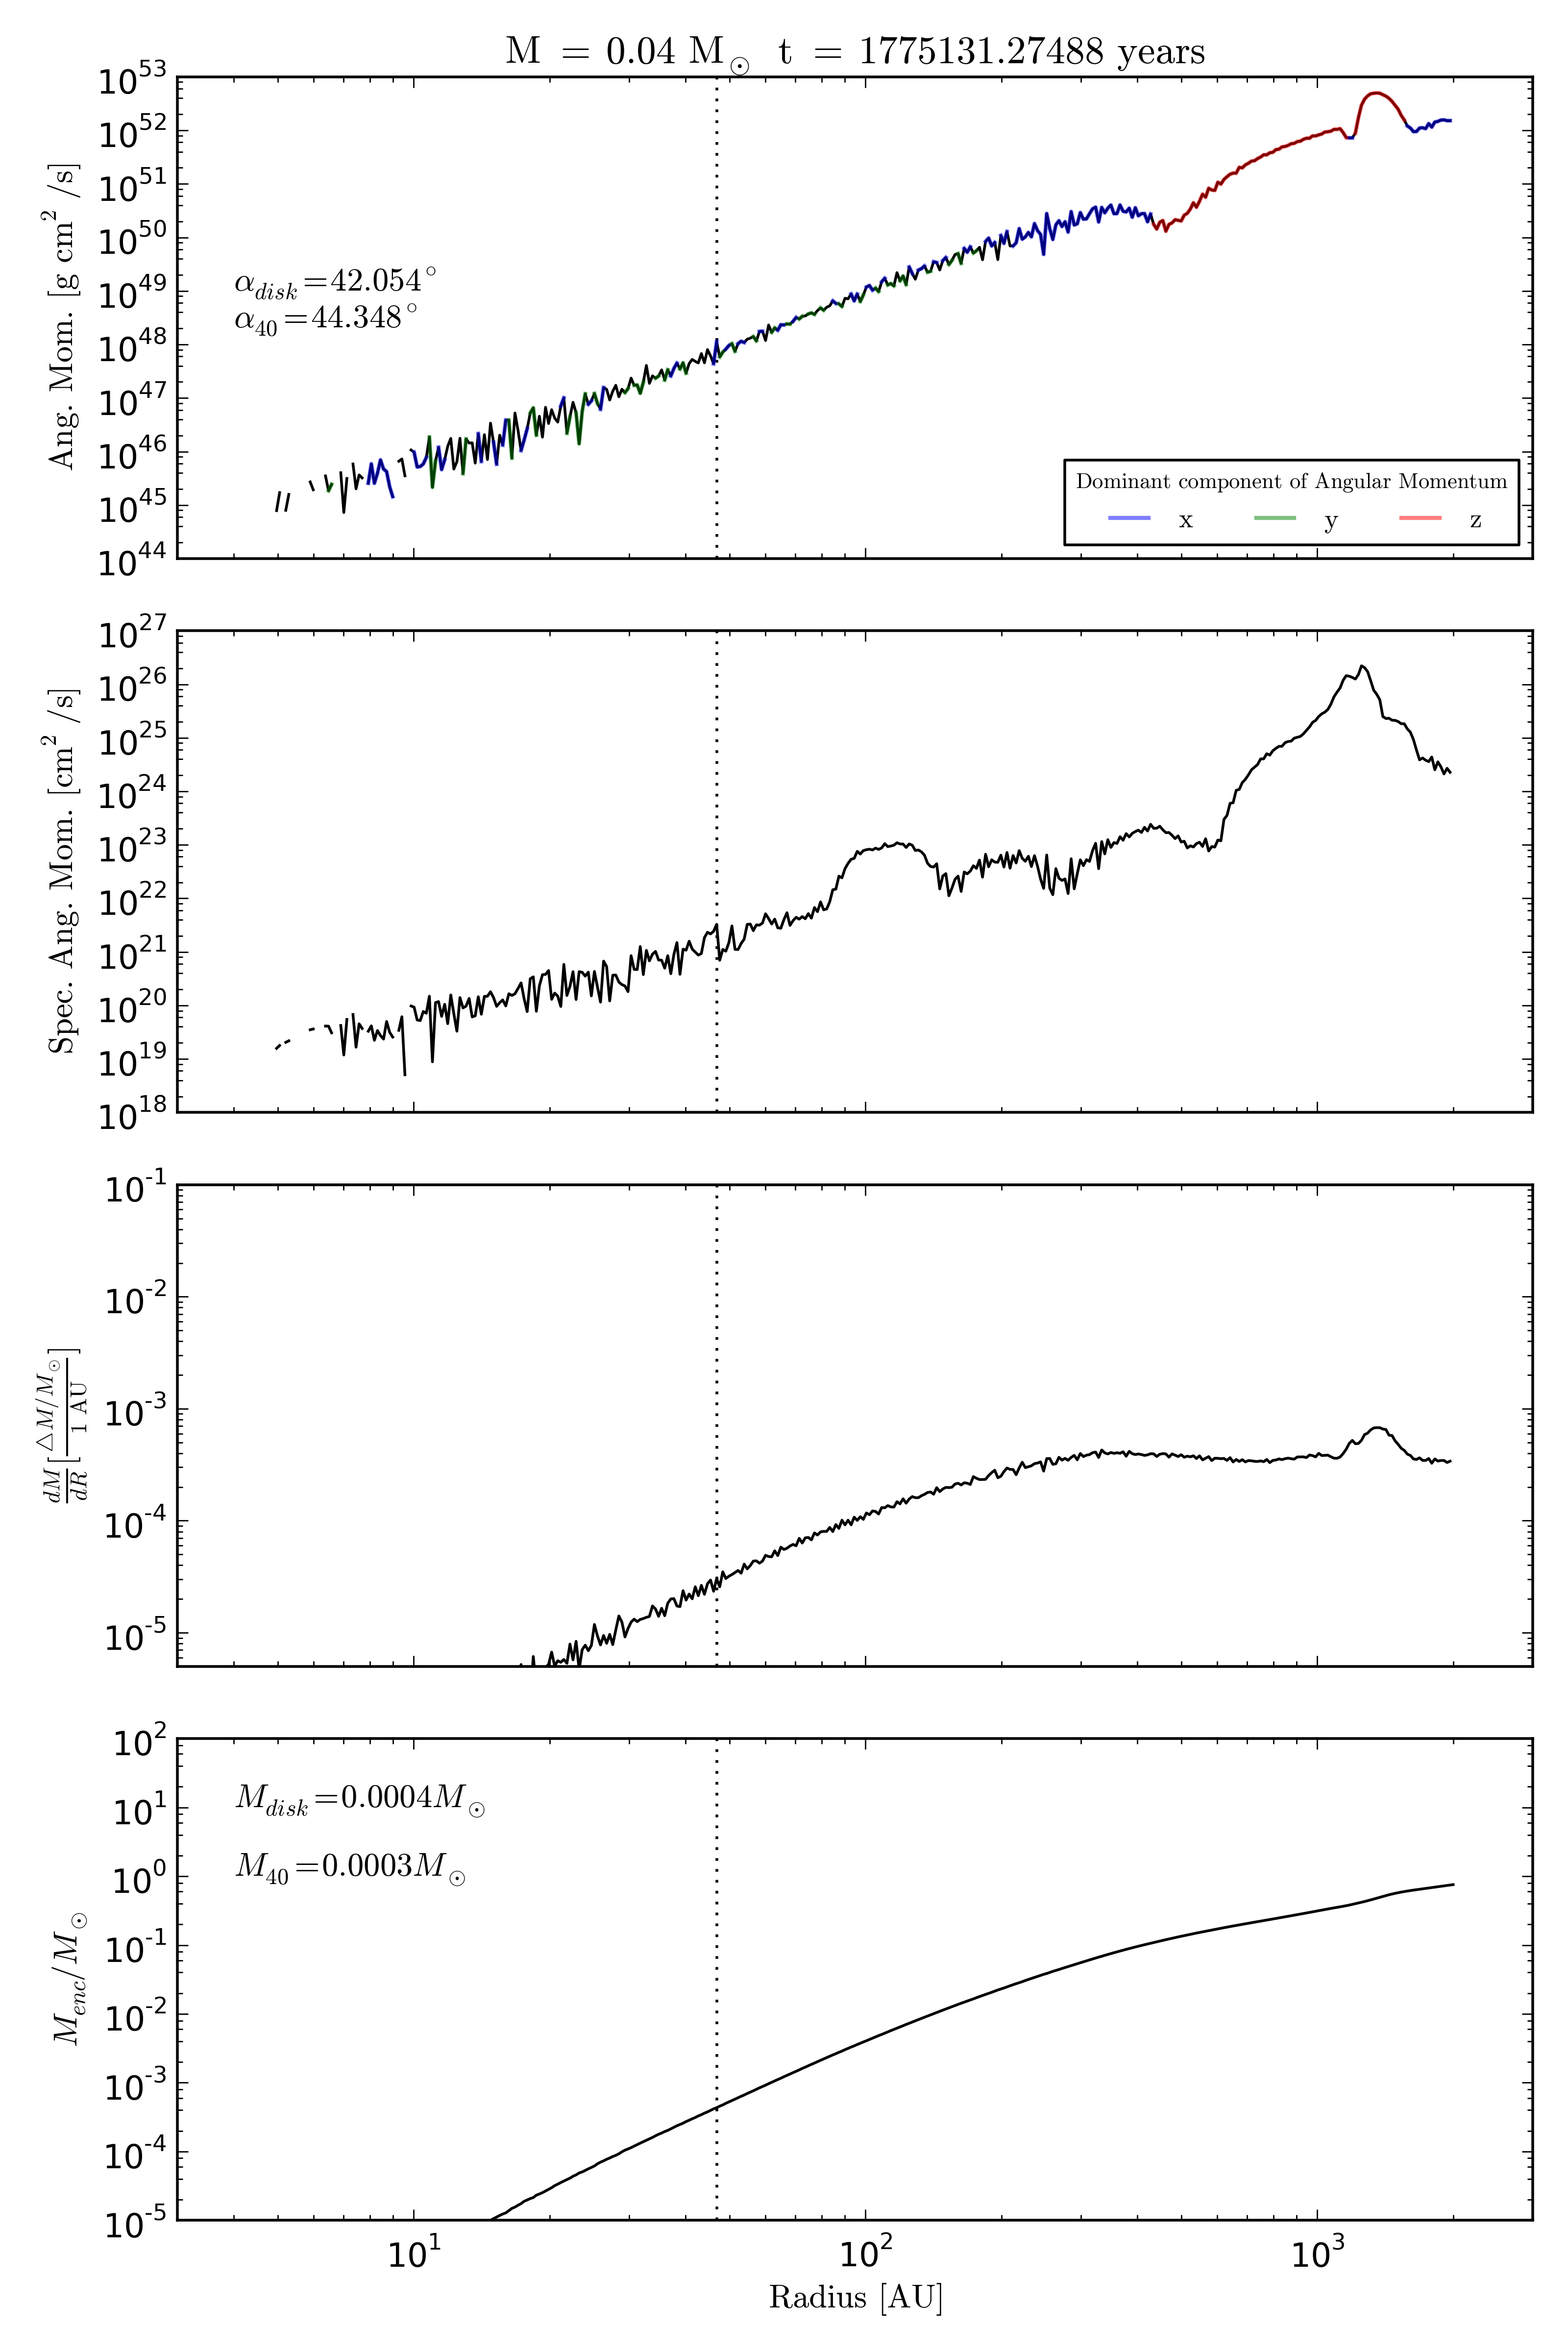 M = 0.04 M⊙ t = 1775131.27488 years
10^53
10^52
10^51
10^50
10^49
10^48
10^47
10^46
10^45
10^44
Ang. Mom. [g cm^2 /s]
α_disk = 42.054°
α_40 = 44.348°
Dominant component of Angular Momentum
x y z
10^27
10^26
10^25
10^24
10^23
10^22
10^21
10^20
10^19
10^18
Spec. Ang. Mom. [cm^2 /s]
10^-1
10^-2
10^-3
10^-4
10^-5
dM/dR [△M/M⊙ / 1 AU]
10^2
10^1
10^0
10^-1
10^-2
10^-3
10^-4
10^-5
M_enc/M⊙
M_disk = 0.0004M⊙
M_40 = 0.0003M⊙
10^1 10^2 10^3
Radius [AU]